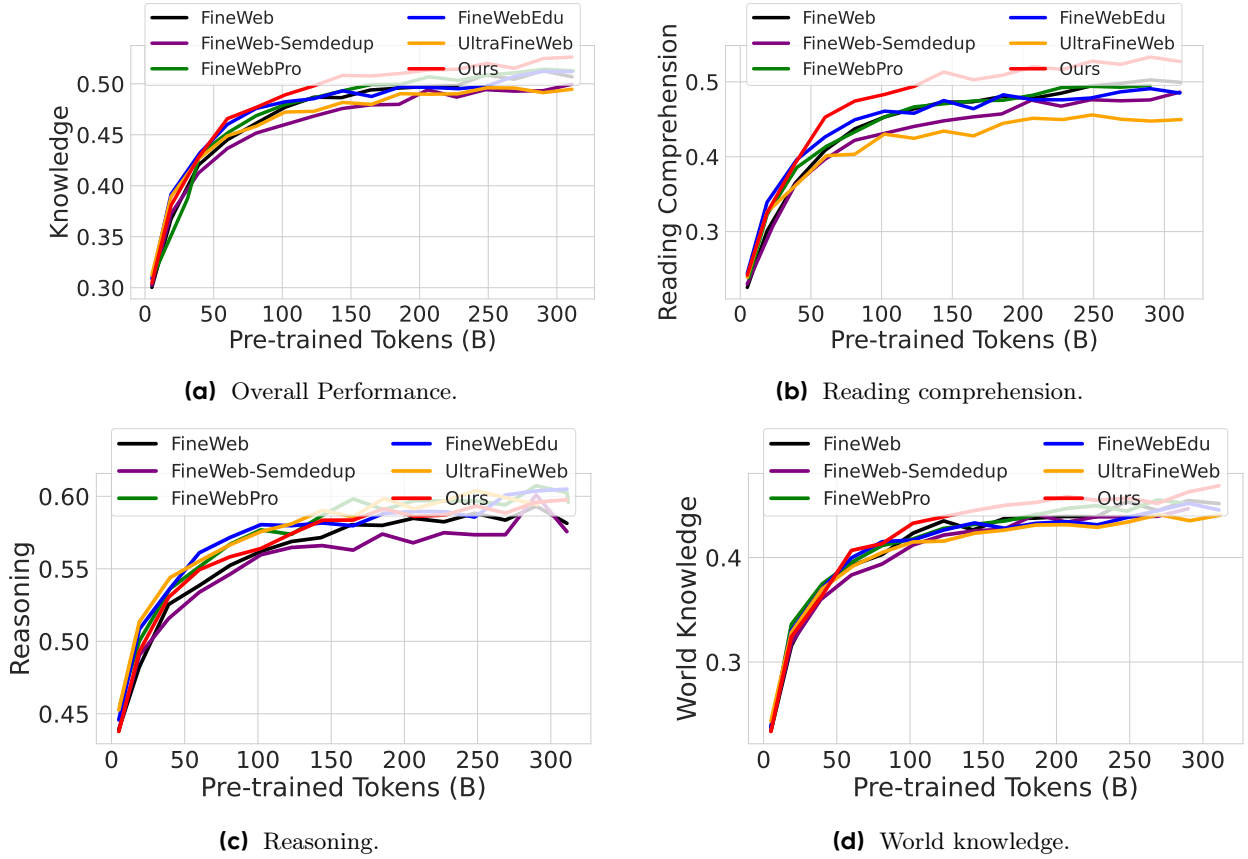 FineWeb
FineWeb-Semdedup
FineWebPro
FineWebEdu
UltraFineWeb
Ours
0.50
0.45
0.40
0.35
0.30
Knowledge
0 50 100 150 200 250 300
Pre-trained Tokens (B)
(a) Overall Performance.
FineWeb
FineWeb-Semdedup
FineWebPro
FineWebEdu
UltraFineWeb
Ours
0.5
0.4
0.3
Reading Comprehension
0 50 100 150 200 250 300
Pre-trained Tokens (B)
(b) Reading comprehension.
FineWeb
FineWeb-Semdedup
FineWebPro
FineWebEdu
UltraFineWeb
Ours
0.60
0.55
0.50
0.45
Reasoning
0 50 100 150 200 250 300
Pre-trained Tokens (B)
(c) Reasoning.
FineWeb
FineWeb-Semdedup
FineWebPro
FineWebEdu
UltraFineWeb
Ours
0.4
0.3
World Knowledge
0 50 100 150 200 250 300
Pre-trained Tokens (B)
(d) World knowledge.